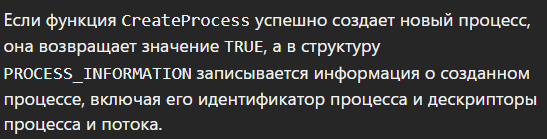 Если функция CreateProcess успешно создает новый процесс,
она возвращает значение TRUE, а в структуру
PROCESS_INFORMATION записывается информация о созданном
процессе, включая его идентификатор процесса и дескрипторы
процесса и потока.